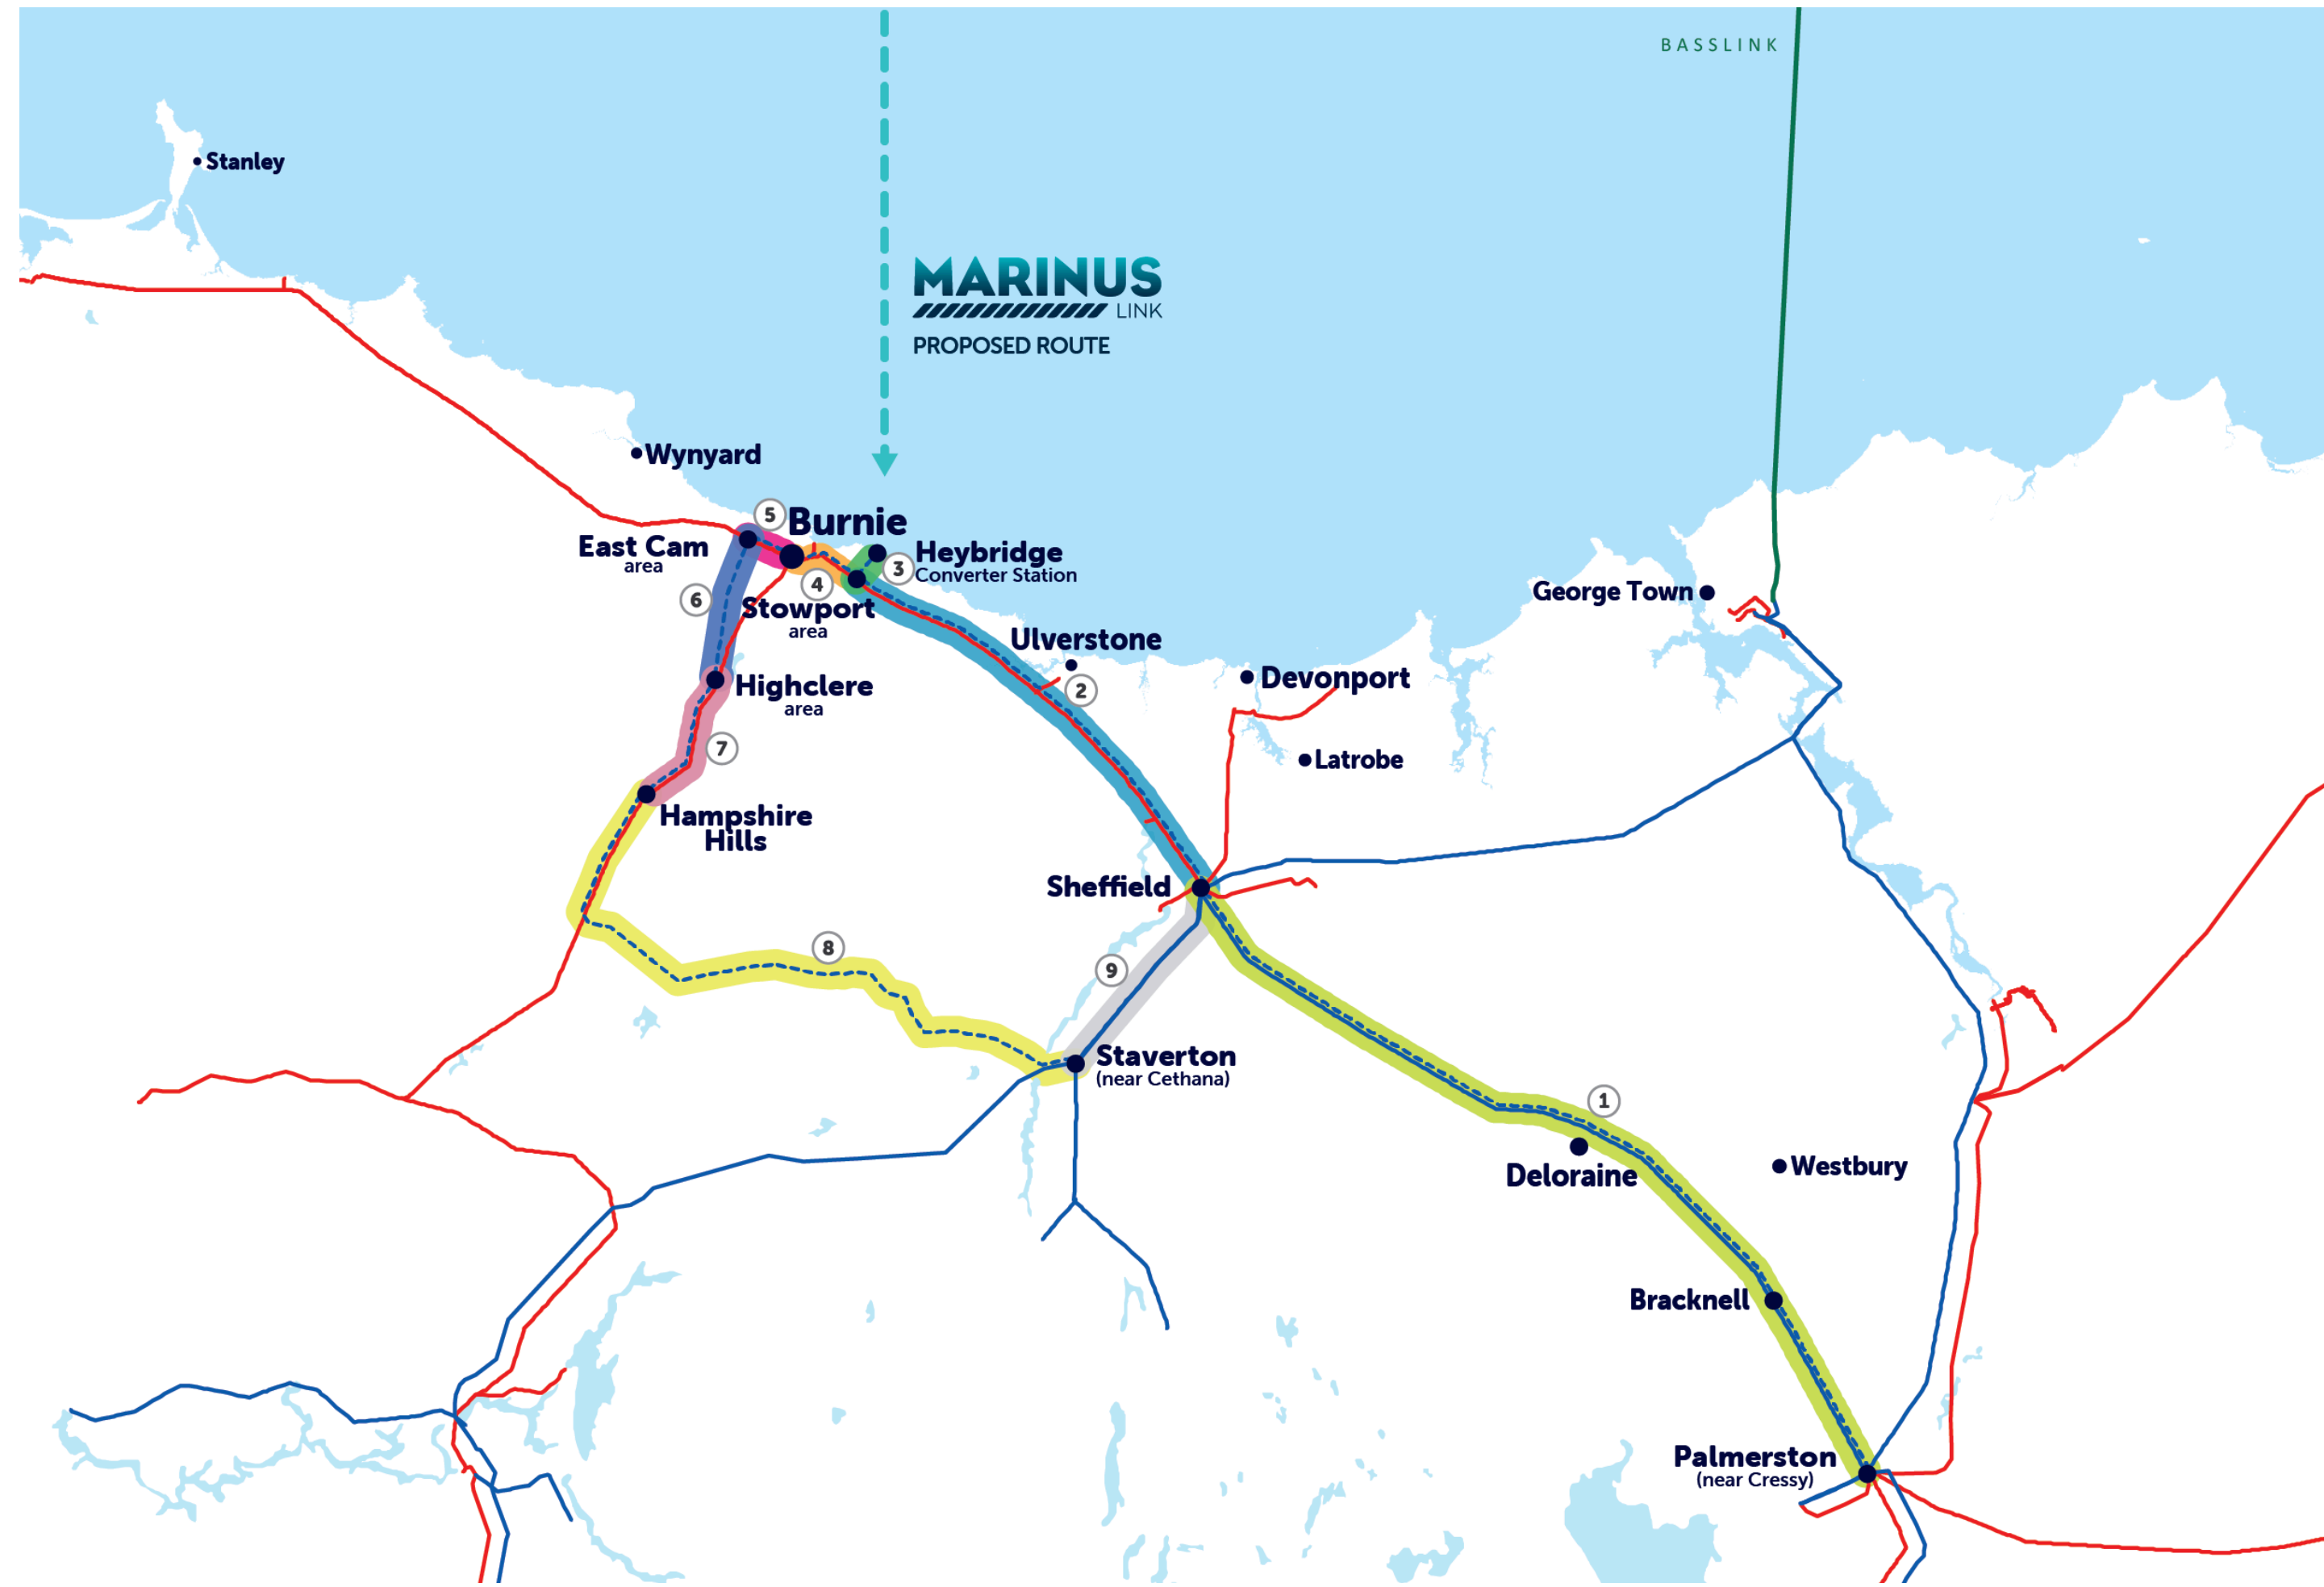 BASSLINK
Stanley
MARINUS
LINK
PROPOSED ROUTE
Wynyard
5
Burnie
East Cam
area
Heybridge
Converter Station
3
4
6
Stowport
area
George Town
Ulverstone
2
Devonport
Highclere
area
7
Latrobe
Hampshire
Hills
Sheffield
8
9
Staverton
(near Cethana)
1
Deloraine
Westbury
Bracknell
Palmerston
(near Cressy)